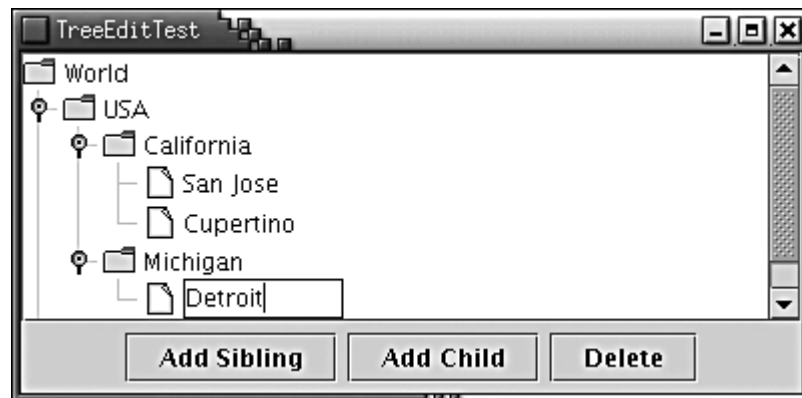 TreeEditTest
World
USA
California
San Jose
Cupertino
Michigan
Detroit
Add Sibling Add Child Delete